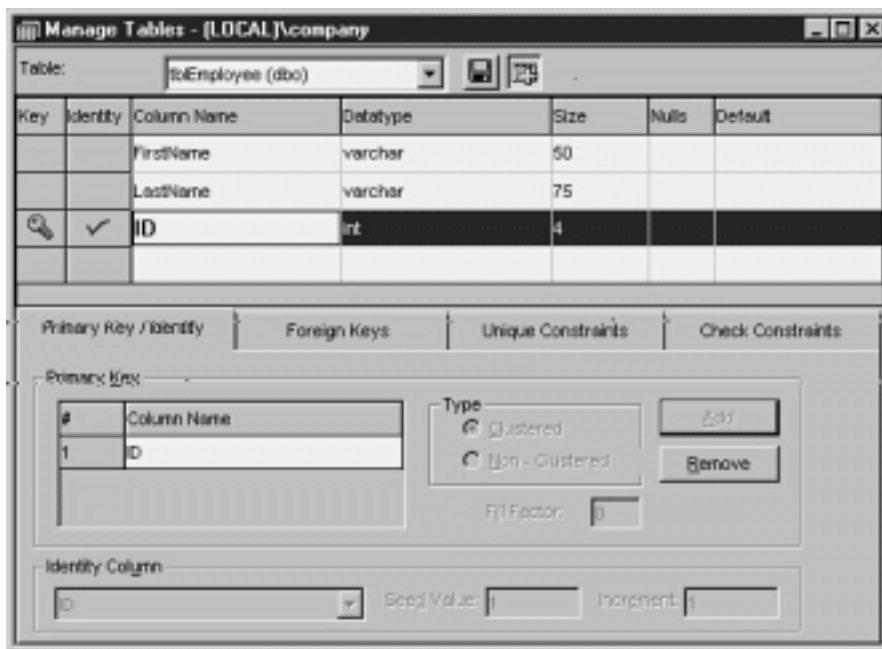 Manage Tables - (LOCAL)\company
Table: tblEmployee (dbo)
Key Identity Column Name Datatype Size Nulls Default
FirstName varchar 50
LastName varchar 75
ID int 4
Primary Key / Identity Foreign Keys Unique Constraints Check Constraints
Primary Key
# Column Name
1 ID
Type
Clustered
Non - Clustered
Add
Remove
Fill Factor: 0
Identity Column
ID Seed Value: 1 Increment: 1